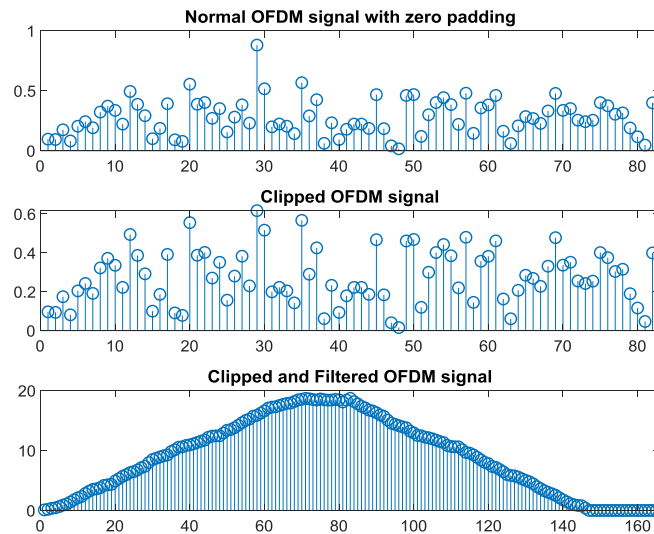 Normal OFDM signal with zero padding
1
0.5
0
0 10 20 30 40 50 60 70 80
Clipped OFDM signal
0.6
0.4
0.2
0
0 10 20 30 40 50 60 70 80
Clipped and Filtered OFDM signal
20
10
0
0 20 40 60 80 100 120 140 160